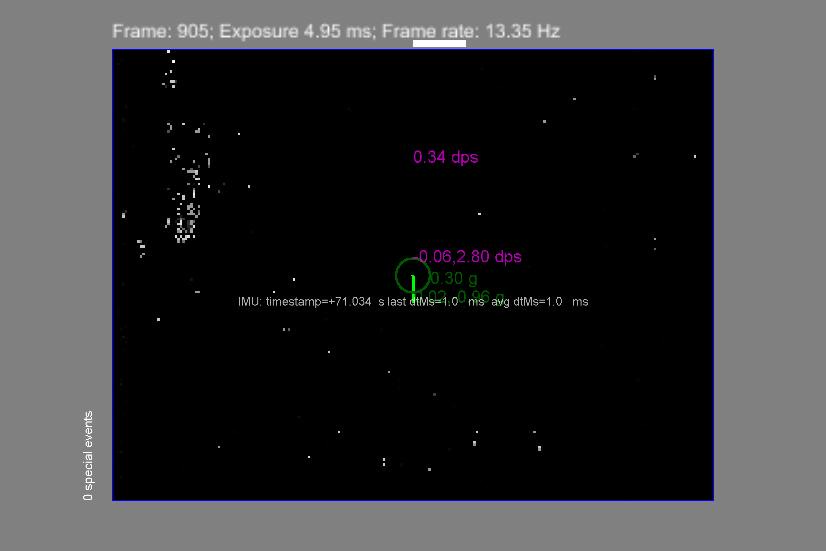 Frame: 905; Exposure 4.95 ms; Frame rate: 13.35 Hz
0.34 dps
-0.06,2.80 dps
0.30 g
0.96 g
IMU: timestamp=+71.034 s last dtMs=1.0 ms avg dtMs=1.0 ms
0 special events